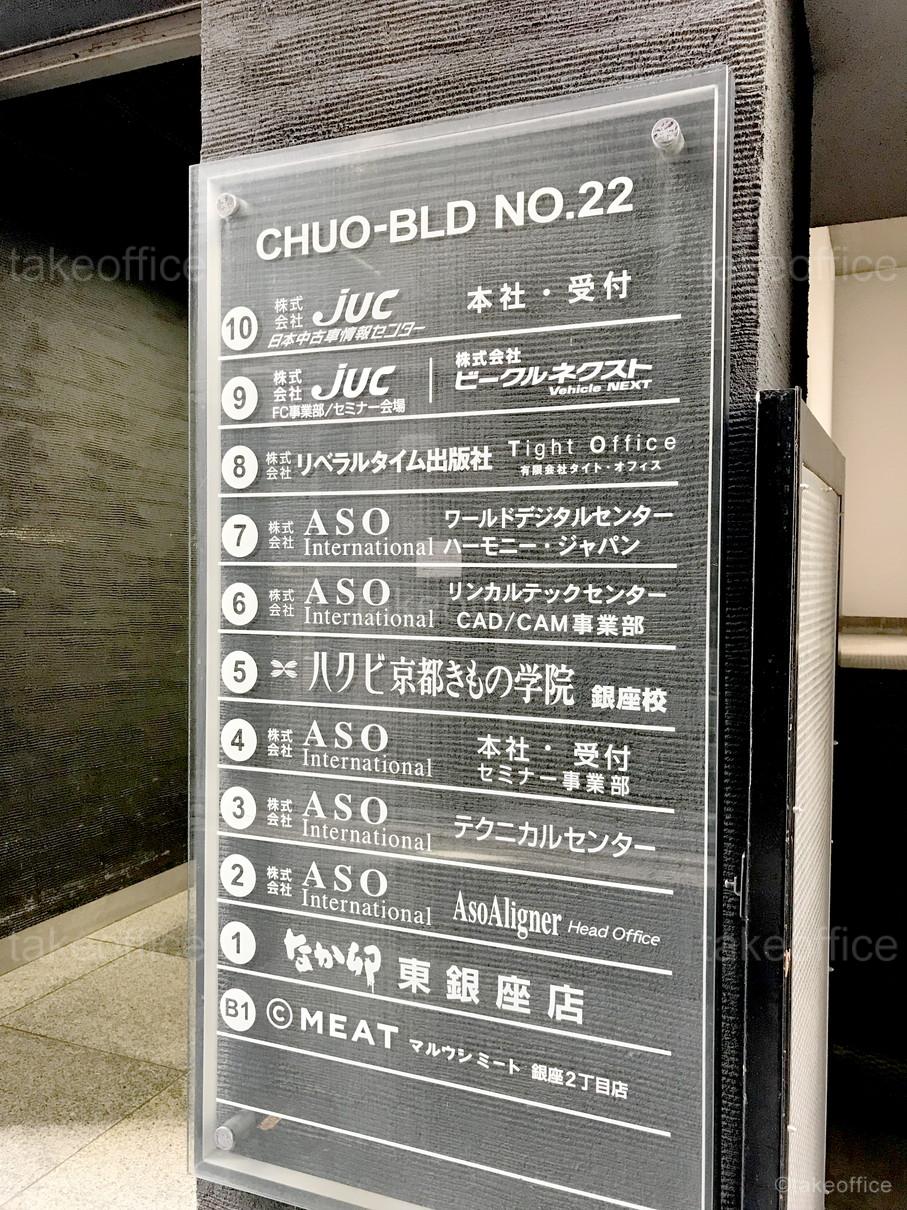 takeoffice
takeoffice
CHUO-BLD NO.22
10 株式会社 JUC 本社・受付
日本中古車情報センター
9 株式会社 JUC 株式会社 ビークルネクスト
FC事業部/セミナー会場 Vehicle NEXT
8 株式会社 リベラルタイム出版社 Tight Office
有限会社タイト・オフィス
7 株式会社 ASO International ワールドデジタルセンター
ハーモニー・ジャパン
6 株式会社 ASO International リンカルテックセンター
CAD/CAM事業部
5 ハクビ京都きもの学院 銀座校
4 株式会社 ASO International 本社・受付
セミナー事業部
3 株式会社 ASO International テクニカルセンター
2 株式会社 ASO International AsoAligner Head Office
1 なか卯 東銀座店
B1 Ⓒ MEAT マルウシミート 銀座2丁目店
takeoffice
takeoffice
©takeoffice